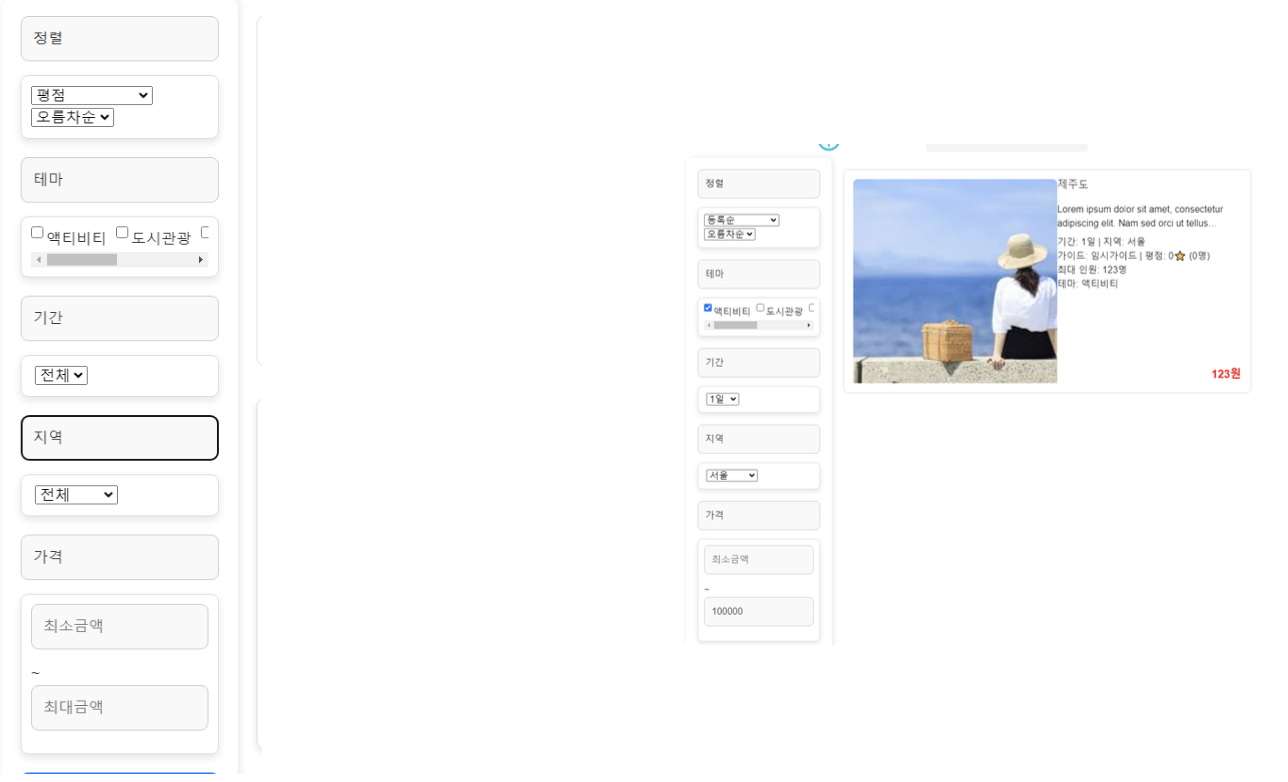 정렬
평점
오름차순
테마
액티비티 도시관광
기간
전체
지역
전체
가격
최소금액
~
최대금액
정렬
등록순
오름차순
테마
액티비티 도시관광
기간
1일
지역
서울
가격
최소금액
~
100000
제주도
Lorem ipsum dolor sit amet, consectetur
adipiscing elit. Nam sed orci ut tellus...
기간: 1일 | 지역: 서울
가이드: 임시가이드 | 평점: 0⭐ (0명)
최대 인원: 123명
테마: 액티비티
123원